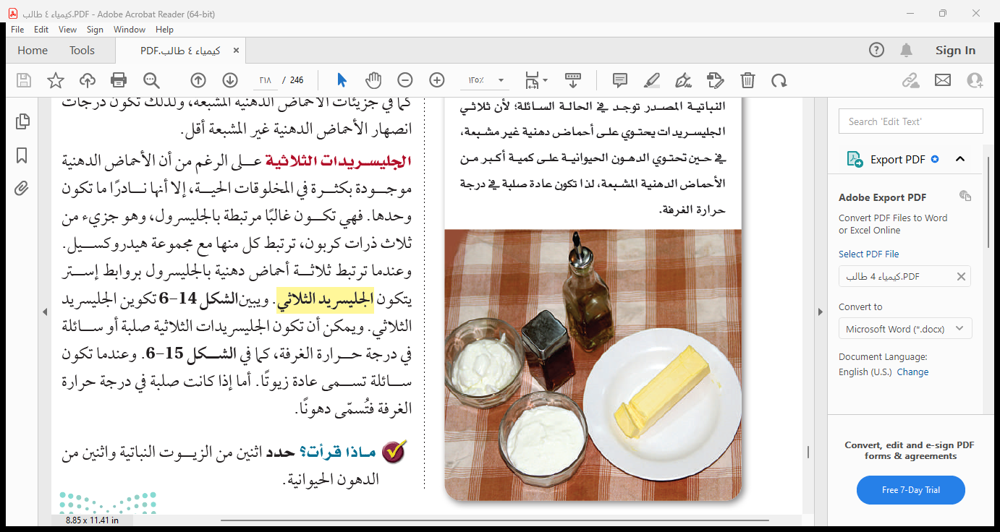 كيمياء ٤ طالب.PDF - Adobe Acrobat Reader (64-bit)
File Edit View Sign Window Help
Home Tools كيمياء ٤ طالب.PDF ×
Sign In
٢١٨ / 246
١٢٥٪
كما في جزيئات الأحماض الدهنية المشبعة، ولذلك تكون درجات
انصهار الأحماض الدهنية غير المشبعة أقل.
الجليسريدات الثلاثية على الرغم من أن الأحماض الدهنية
موجودة بكثرة في المخلوقات الحية، إلا أنها نادرًا ما تكون
وحدها. فهي تكون غالبًا مرتبطة بالجليسرول، وهو جزيء من
ثلاث ذرات كربون، ترتبط كل منها مع مجموعة هيدروكسيل.
وعندما ترتبط ثلاثة أحماض دهنية بالجليسرول بروابط إستر
يتكون الجليسريد الثلاثي. ويبين الشكل 14–6 تكوين الجليسريد
الثلاثي. ويمكن أن تكون الجليسريدات الثلاثية صلبة أو سائلة
في درجة حرارة الغرفة، كما في الشكل 15–6. وعندما تكون
سائلة تسمى عادة زيوتًا. أما إذا كانت صلبة في درجة حرارة
الغرفة فتُسمّى دهونًا.
ماذا قرأت؟ حدد اثنين من الزيوت النباتية واثنين من
الدهون الحيوانية.
النباتية المصدر توجد في الحالة السائلة؛ لأن ثلاثي
الجليسريدات يحتوي على أحماض دهنية غير مشبعة،
في حين تحتوي الدهون الحيوانية على كمية أكبر من
الأحماض الدهنية المشبعة، لذا تكون عادة صلبة في درجة
حرارة الغرفة.
8.85 x 11.41 in
Search 'Edit Text'
Export PDF
Adobe Export PDF
Convert PDF Files to Word
or Excel Online
Select PDF File
كيمياء 4 طالب.PDF
Convert to
Microsoft Word (*.docx)
Document Language:
English (U.S.) Change
Convert, edit and e-sign PDF
forms & agreements
Free 7-Day Trial